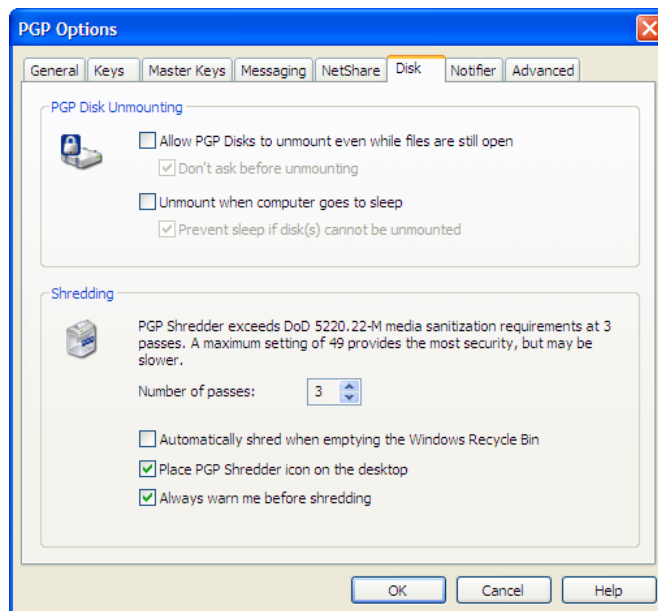 PGP Options
General Keys Master Keys Messaging NetShare Disk Notifier Advanced
PGP Disk Unmounting
Allow PGP Disks to unmount even while files are still open
Don't ask before unmounting
Unmount when computer goes to sleep
Prevent sleep if disk(s) cannot be unmounted
Shredding
PGP Shredder exceeds DoD 5220.22-M media sanitization requirements at 3
passes. A maximum setting of 49 provides the most security, but may be
slower.
Number of passes: 3
Automatically shred when emptying the Windows Recycle Bin
Place PGP Shredder icon on the desktop
Always warn me before shredding
OK Cancel Help